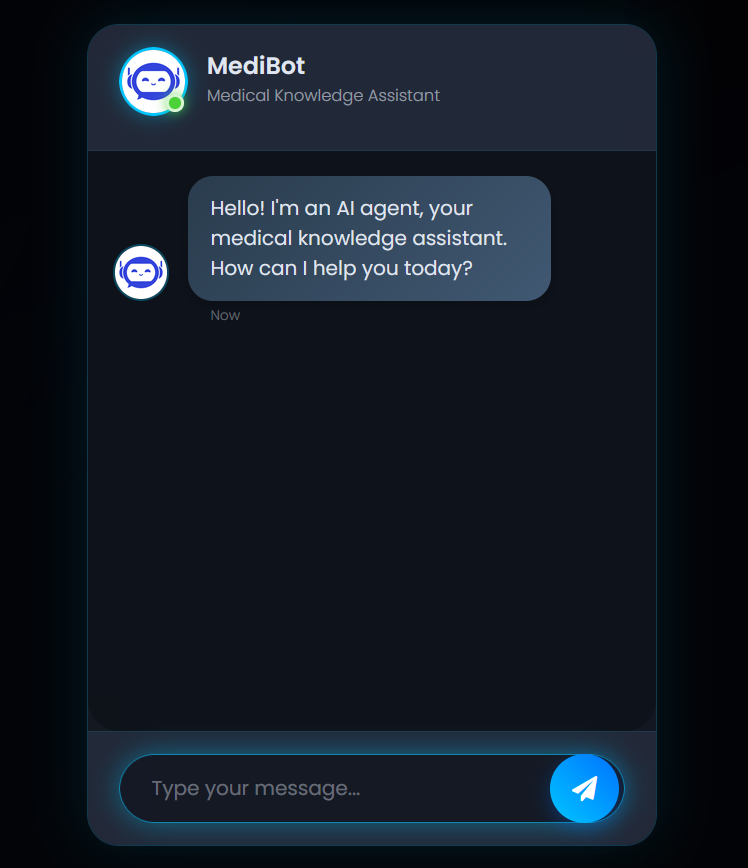 MediBot
Medical Knowledge Assistant
Hello! I'm an AI agent, your
medical knowledge assistant.
How can I help you today?
Now
Type your message...